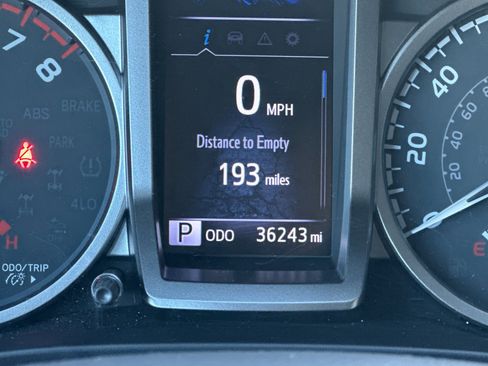 7
8
ABS
BRAKE
PARK
4LO
H
ODO/TRIP
i
0 MPH
Distance to Empty
193 miles
P ODO 36243 mi
40
20
0
E